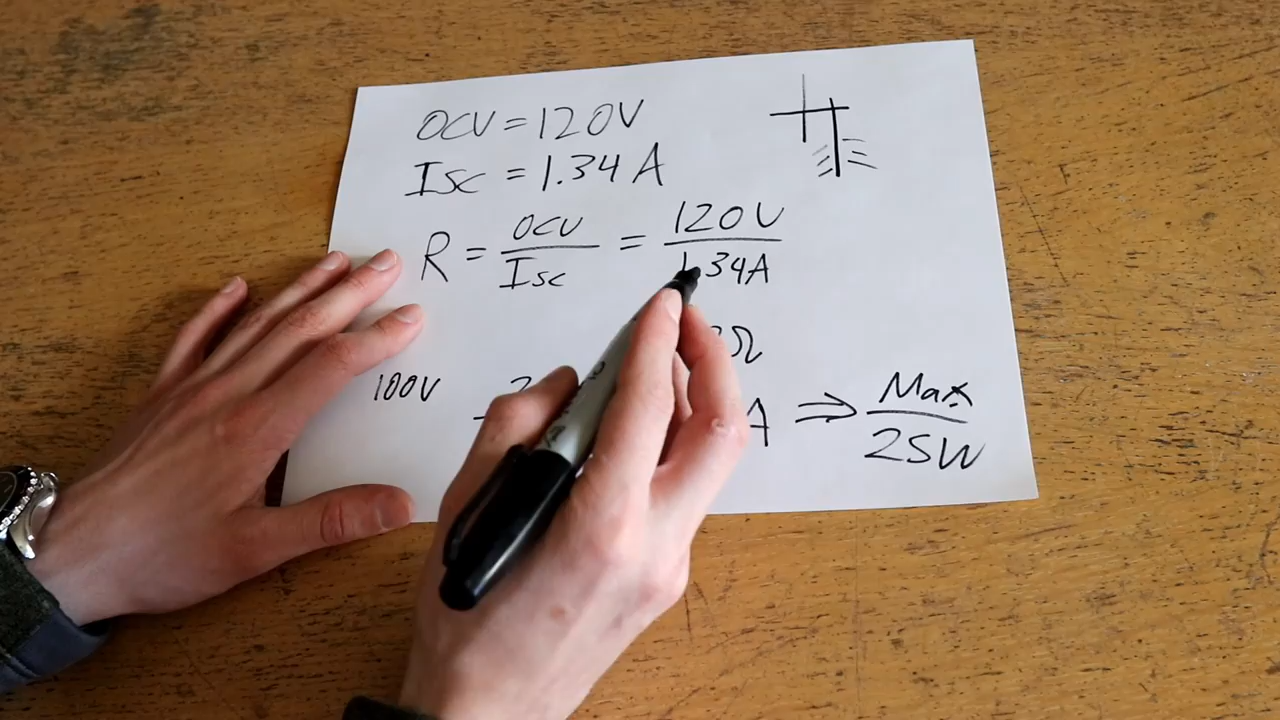 OCV = 120V
Isc = 1.34 A
R = OCV / Isc = 120V / 1.34A
Ω
100V
A ⇒ Max / 25W